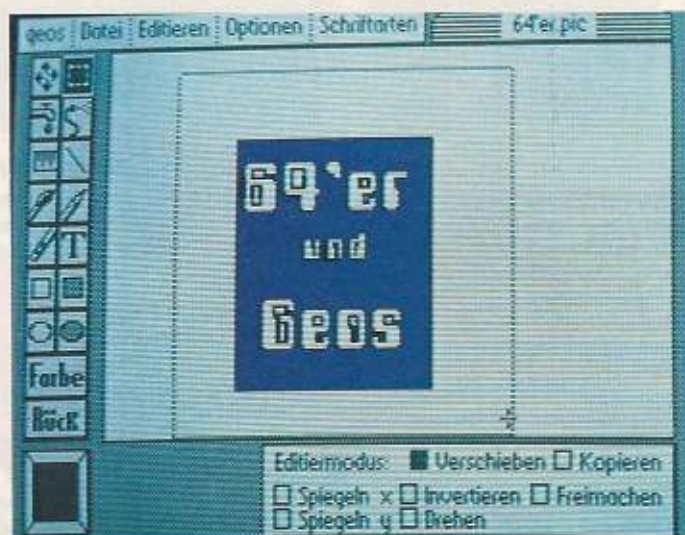 geos Datei Editieren Optionen Schriftarten 64'er.pic
64'er
und
Geos
T
Farbe
Rück
Editiermodus: Verschieben Kopieren
Spiegeln x Invertieren Freimachen
Spiegeln y Drehen